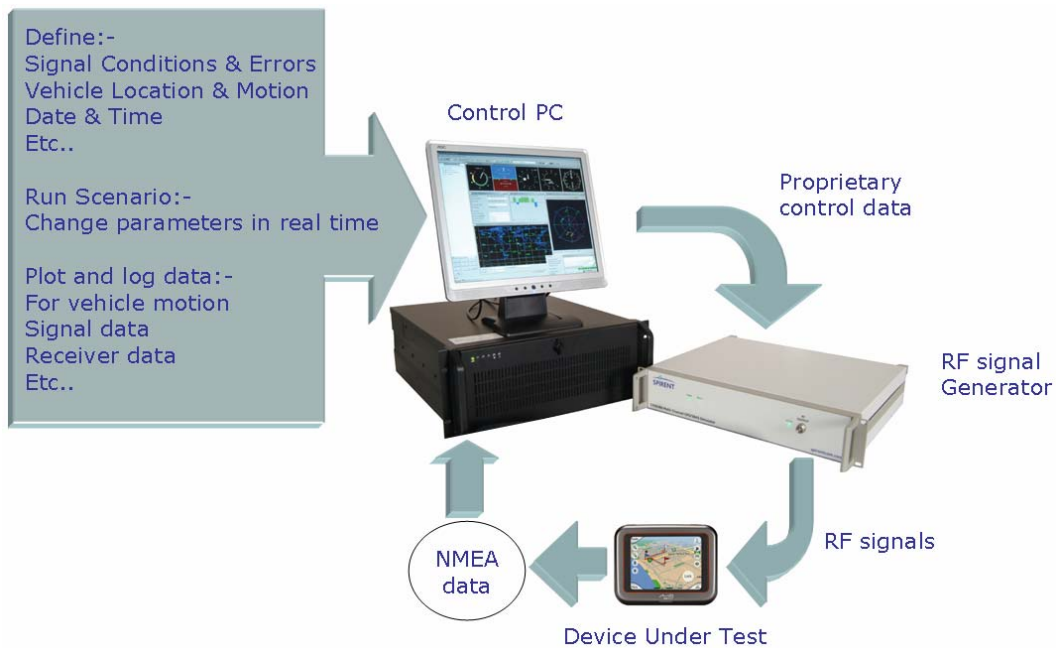 Define:-
Signal Conditions & Errors
Vehicle Location & Motion
Date & Time
Etc..
Run Scenario:-
Change parameters in real time
Plot and log data:-
For vehicle motion
Signal data
Receiver data
Etc..
Control PC
Proprietary
control data
RF signal
Generator
SPIRENT
RF signals
NMEA
data
Device Under Test